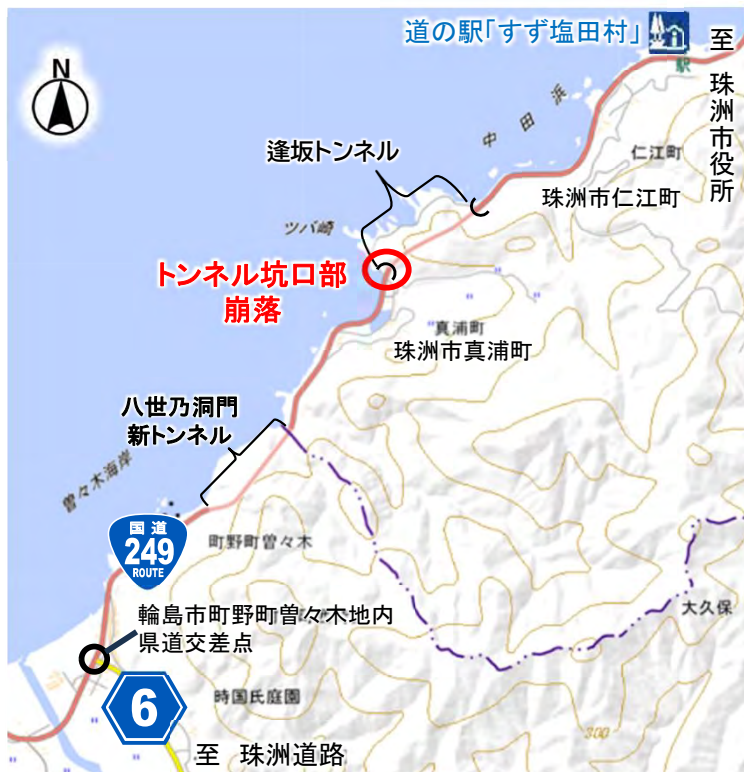 道の駅「すず塩田村」
駅
至 珠洲市役所
N
中田浜
逢坂トンネル
仁江町
珠洲市仁江町
ツバ崎
トンネル坑口部
崩落
真浦町
珠洲市真浦町
八世乃洞門
新トンネル
曽々木海岸
国道
249
ROUTE
町野町曽々木
輪島市町野町曽々木地内
県道交差点
大久保
6
時国氏庭園
300
至 珠洲道路